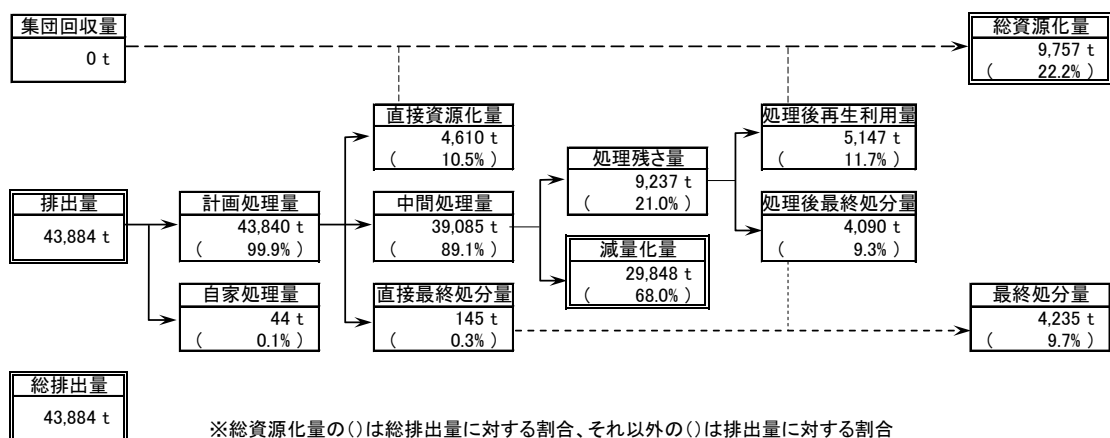 集団回収量
0 t
総資源化量
9,757 t
( 22.2% )
直接資源化量
4,610 t
( 10.5% )
処理後再生利用量
5,147 t
( 11.7% )
処理残さ量
9,237 t
( 21.0% )
排出量
43,884 t
計画処理量
43,840 t
( 99.9% )
中間処理量
39,085 t
( 89.1% )
処理後最終処分量
4,090 t
( 9.3% )
減量化量
29,848 t
( 68.0% )
自家処理量
44 t
( 0.1% )
直接最終処分量
145 t
( 0.3% )
最終処分量
4,235 t
( 9.7% )
総排出量
43,884 t
※総資源化量の()は総排出量に対する割合、それ以外の()は排出量に対する割合